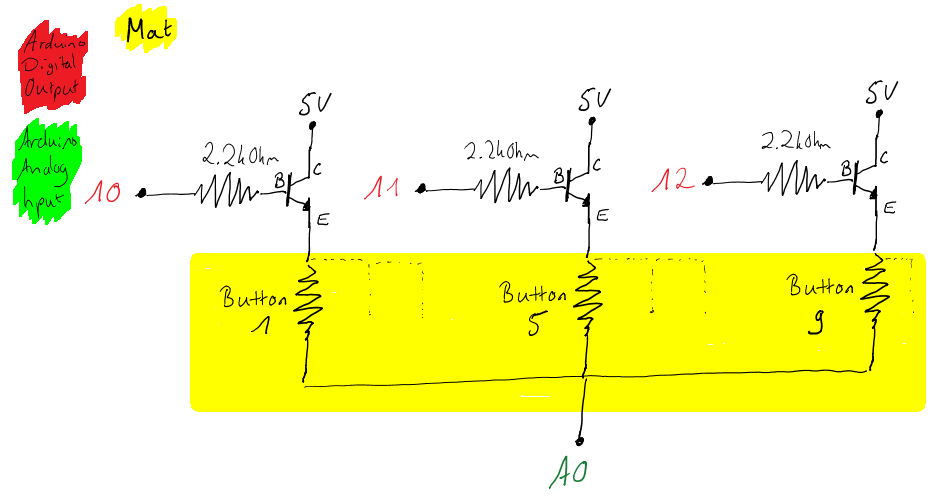 Mat
Arduino
Digital
Output
Arduino
Analog
Input
5V
5V
5V
2.2kOhm
2.2kOhm
2.2kOhm
C
C
C
B
B
B
10
11
12
E
E
E
Button
1
Button
5
Button
9
A0